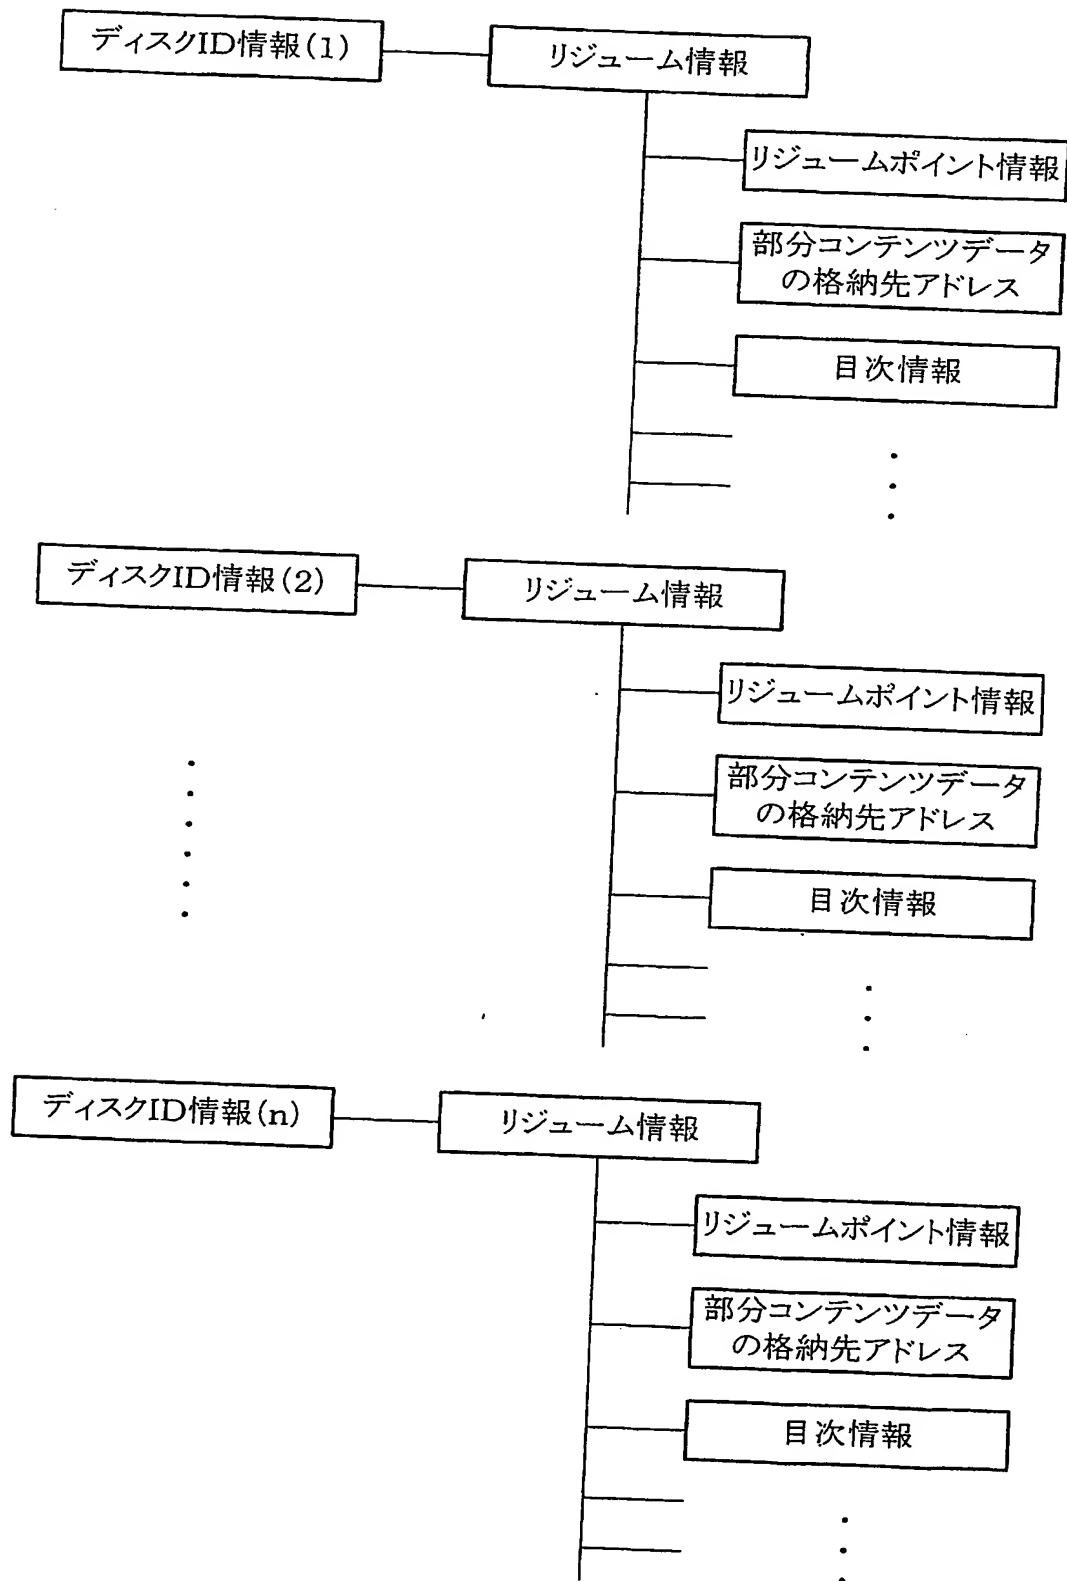 ディスクID情報(1)
リジューム情報
リジュームポイント情報
部分コンテンツデータ
の格納先アドレス
目次情報
ディスクID情報(2)
リジューム情報
リジュームポイント情報
部分コンテンツデータ
の格納先アドレス
目次情報
ディスクID情報(n)
リジューム情報
リジュームポイント情報
部分コンテンツデータ
の格納先アドレス
目次情報